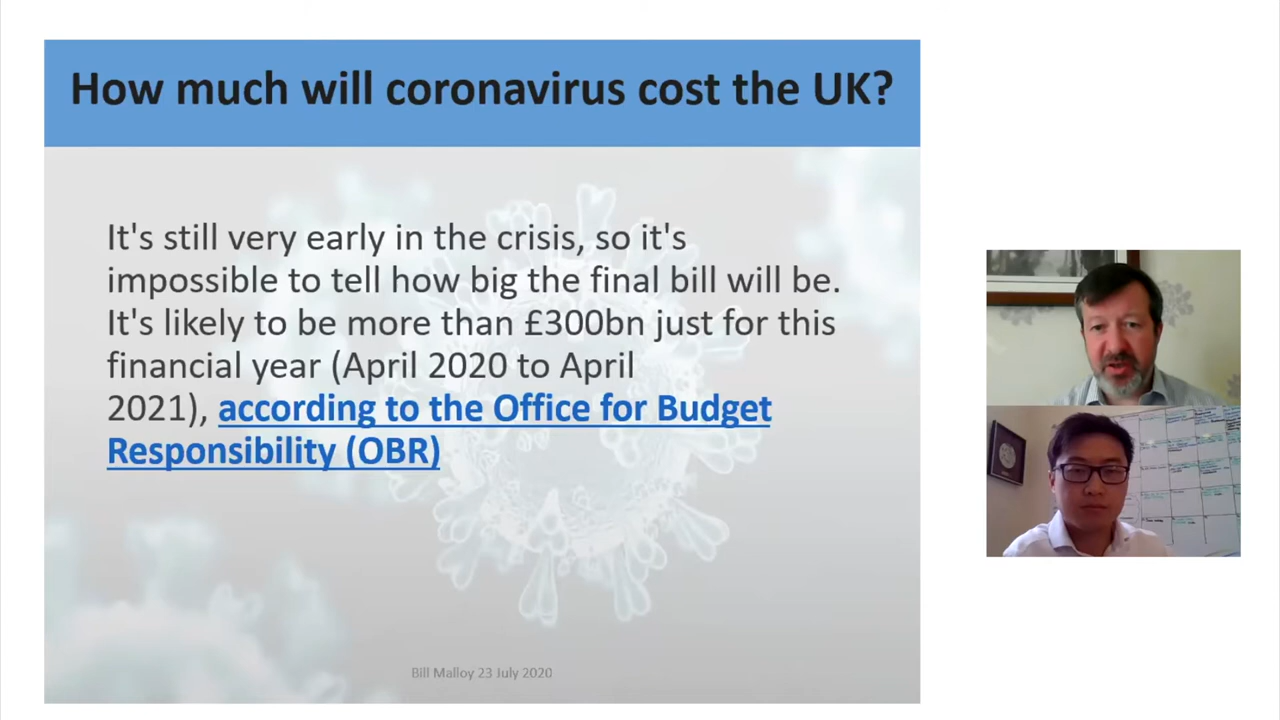 How much will coronavirus cost the UK?
It's still very early in the crisis, so it's
impossible to tell how big the final bill will be.
It's likely to be more than £300bn just for this
financial year (April 2020 to April
2021), according to the Office for Budget
Responsibility (OBR)
Bill Malloy 23 July 2020